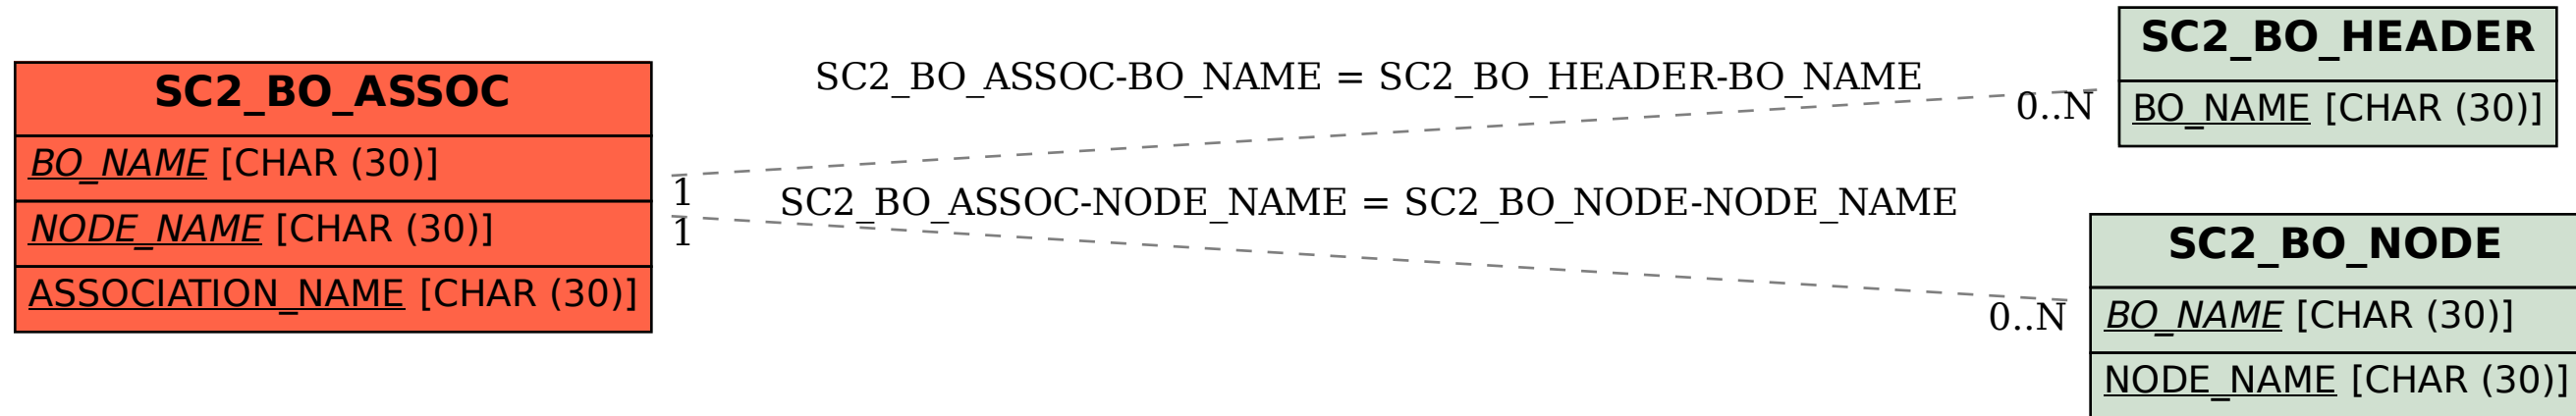 SC2_BO_ASSOC
BO_NAME [CHAR (30)]
NODE_NAME [CHAR (30)]
ASSOCIATION_NAME [CHAR (30)]
SC2_BO_ASSOC-BO_NAME = SC2_BO_HEADER-BO_NAME
0..N
1
SC2_BO_ASSOC-NODE_NAME = SC2_BO_NODE-NODE_NAME
1
0..N
SC2_BO_HEADER
BO_NAME [CHAR (30)]
SC2_BO_NODE
BO_NAME [CHAR (30)]
NODE_NAME [CHAR (30)]